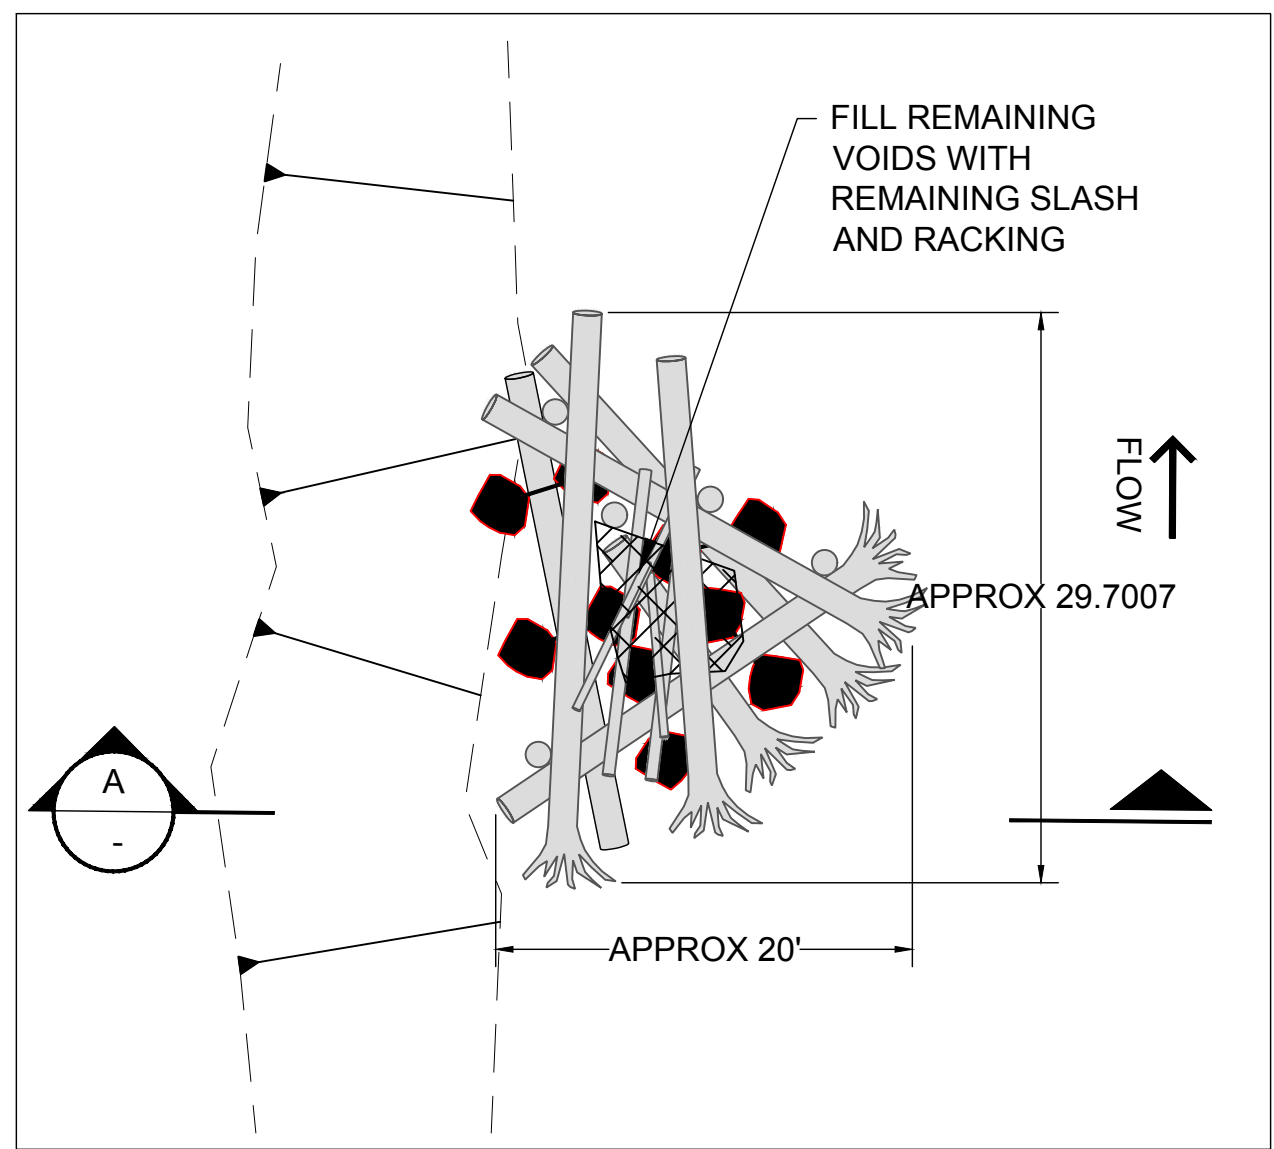 FILL REMAINING
VOIDS WITH
REMAINING SLASH
AND RACKING
FLOW
APPROX 29.7007
A
-
APPROX 20'